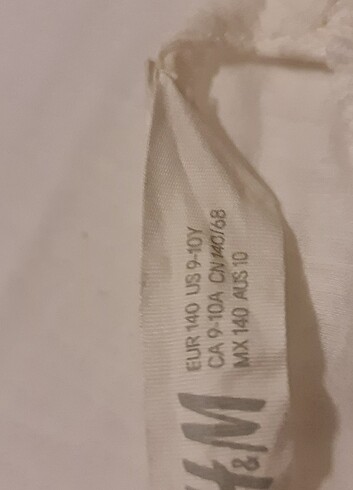 H&M
EUR 140 US 9-10Y
CA 9-10A CN 140/68
MX 140 AUS 10